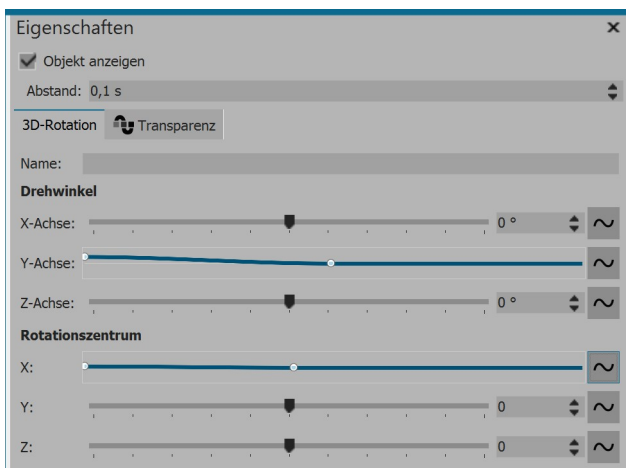 Eigenschaften
Objekt anzeigen
Abstand: 0,1 s
3D-Rotation Transparenz
Name:
Drehwinkel
X-Achse: 0 °
Y-Achse:
Z-Achse: 0 °
Rotationszentrum
X:
Y: 0
Z: 0